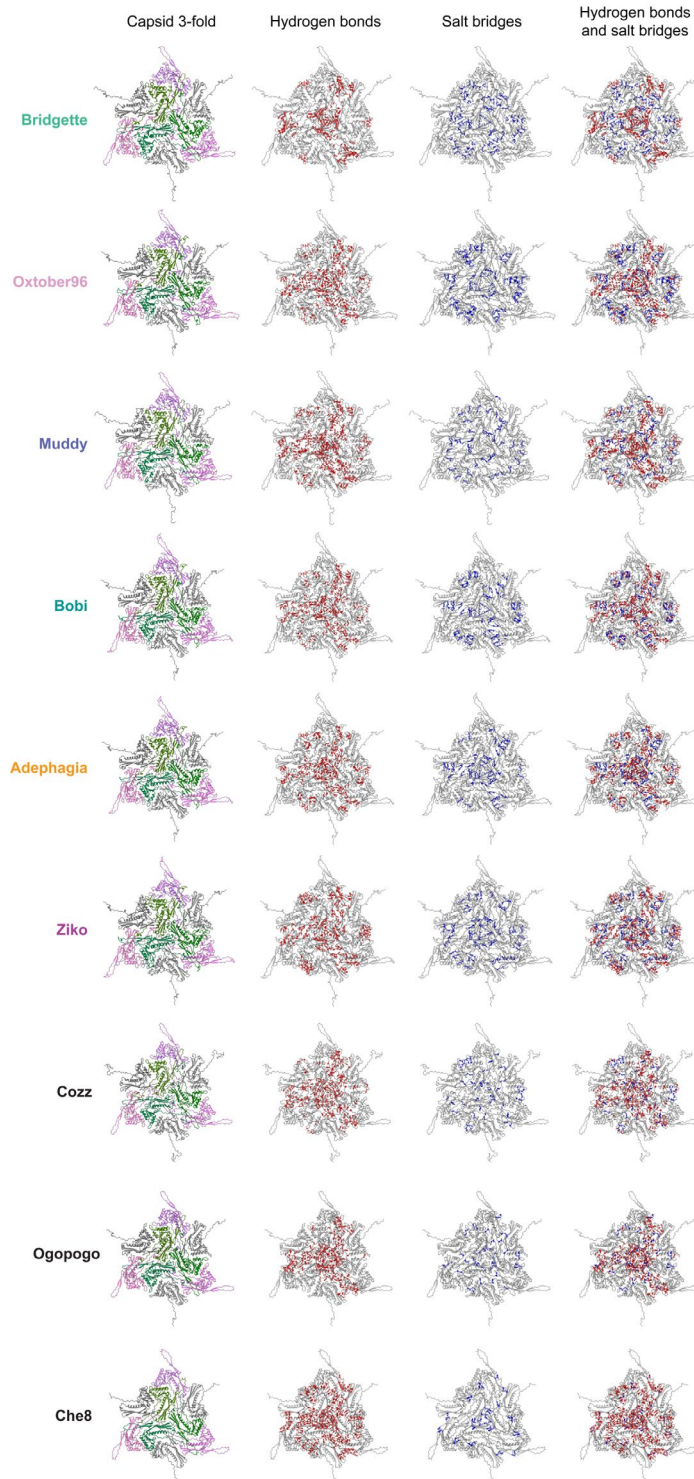 Capsid 3-fold
Hydrogen bonds
Salt bridges
Hydrogen bonds
and salt bridges
Bridgette
Oxtober96
Muddy
Bobi
Adephagia
Ziko
Cozz
Ogopogo
Che8